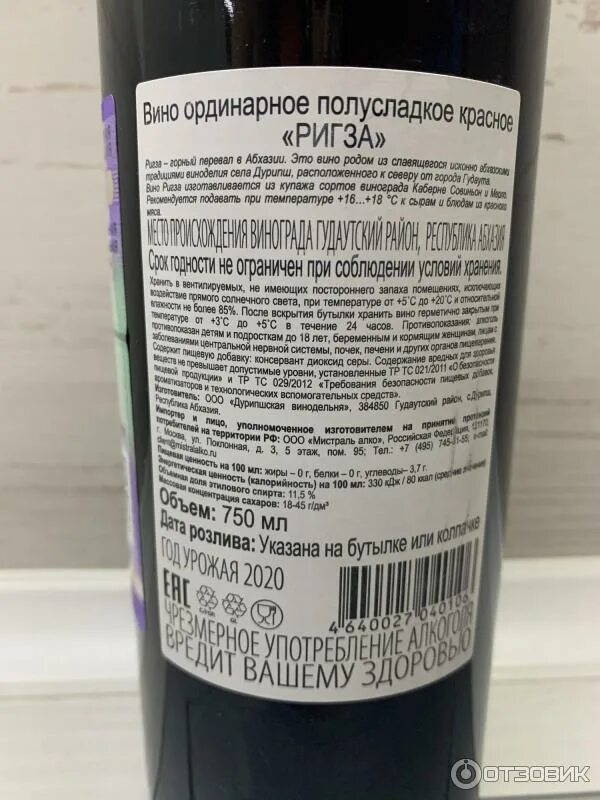 Вино ординарное полусладкое красное
«РИГЗА»
Ригза – горный перевал в Абхазии. Это вино родом из славящегося исконно абхазскими
традициями виноделия села Дурипш, расположенного к северу от города Гудаута.
Вино Ригза изготавливается из купажа сортов винограда Каберне Совиньон и Мерло.
Рекомендуется подавать при температуре +16...+18 °С к сырам и блюдам из красного
мяса.
МЕСТО ПРОИСХОЖДЕНИЯ ВИНОГРАДА ГУДАУТСКИЙ РАЙОН, РЕСПУБЛИКА АБХАЗИЯ
Срок годности не ограничен при соблюдении условий хранения.
Хранить в вентилируемых, не имеющих постороннего запаха помещениях, исключающих
воздействие прямого солнечного света, при температуре от +5°С до +20°С и относительной
влажности не более 85%. После вскрытия бутылки хранить вино герметично закрытым при
температуре от +3°С до +5°С в течение 24 часов. Противопоказания: алкоголь
противопоказан детям и подросткам до 18 лет, беременным и кормящим женщинам, лицам с
заболеваниями центральной нервной системы, почек, печени и других органов пищеварения.
Содержит пищевую добавку: консервант диоксид серы. Содержание вредных для здоровья
веществ не превышает допустимые уровни, установленные ТР ТС 021/2011 «О безопасности
пищевой продукции» и ТР ТС 029/2012 «Требования безопасности пищевых добавок,
ароматизаторов и технологических вспомогательных средств».
Изготовитель: ООО «Дурипшская винодельня», 384850 Гудаутский район, с.Дурипш,
Республика Абхазия.
Импортер и лицо, уполномоченное изготовителем на принятие претензий
потребителей на территории РФ: ООО «Мистраль алко», Российская Федерация, 121170,
г. Москва, ул. Поклонная, д. 3, 5 этаж, пом. 95; Тел.: +7 (495) 745-31-55; e-mail:
client@mistralalko.ru.
Пищевая ценность на 100 мл: жиры – 0 г, белки – 0 г, углеводы– 3,7 г.
Энергетическая ценность (калорийность) на 100 мл: 330 кДж / 80 ккал (средние значения)
Объемная доля этилового спирта: 11,5 %
Массовая концентрация сахаров: 18-45 г/дм³
Объем: 750 мл
Дата розлива: Указана на бутылке или колпачке
ГОД УРОЖАЯ 2020
EAC
4 640027 040106
ЧРЕЗМЕРНОЕ УПОТРЕБЛЕНИЕ АЛКОГОЛЯ
ВРЕДИТ ВАШЕМУ ЗДОРОВЬЮ
ОТЗОВИК